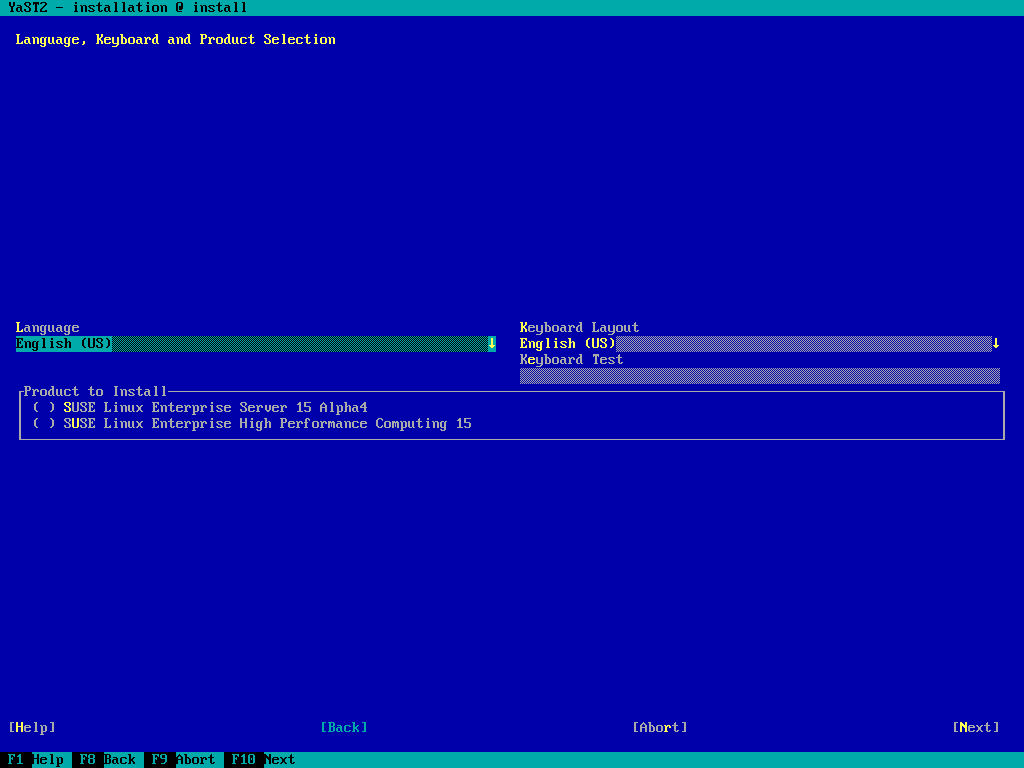 YaST2 - installation @ install
Language, Keyboard and Product Selection
Language
English (US)↓
Keyboard Layout
English (US)↓
Keyboard Test
Product to Install
( ) SUSE Linux Enterprise Server 15 Alpha4
( ) SUSE Linux Enterprise High Performance Computing 15
[Help] [Back] [Abort] [Next]
F1 Help F8 Back F9 Abort F10 Next